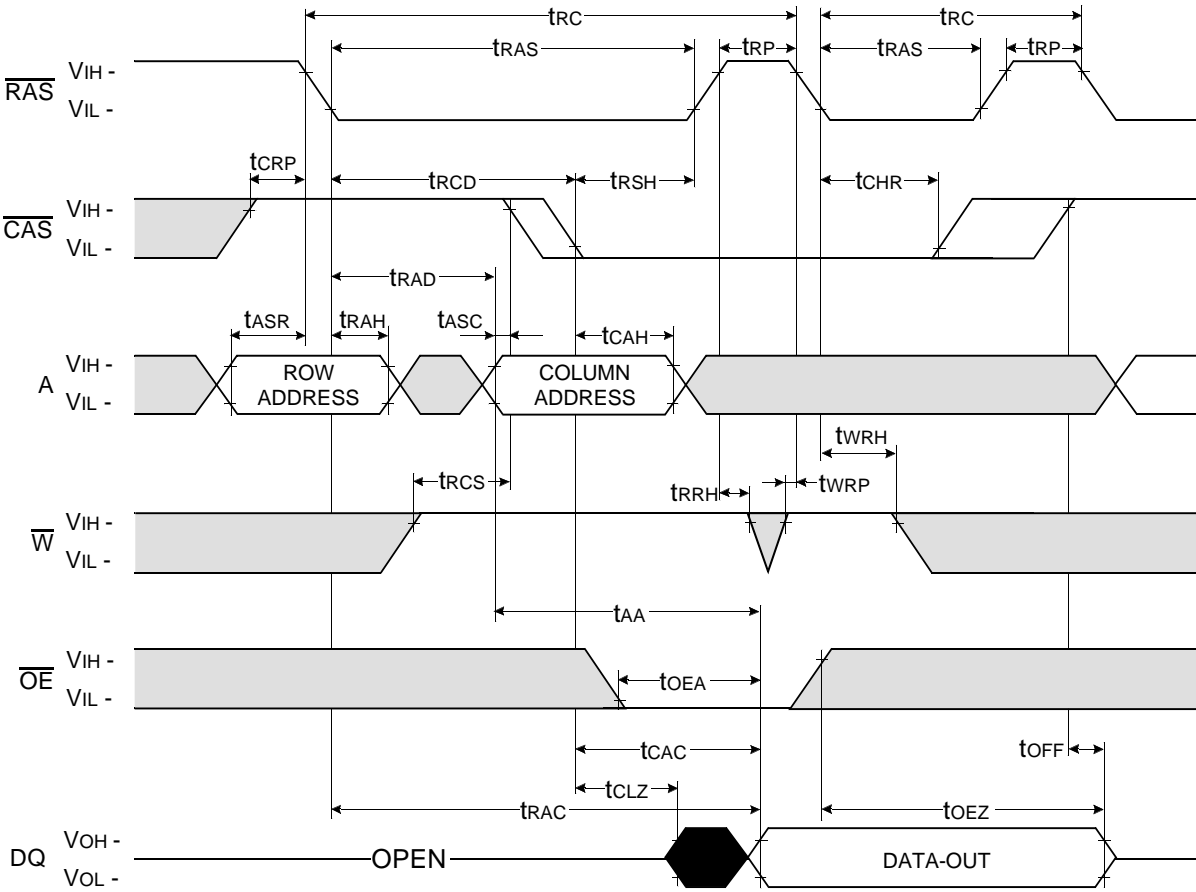 tRC tRC
tRAS tRP tRAS tRP
RAS VIH -
VIL -
tCRP tRCD tRSH tCHR
CAS VIH -
VIL -
tRAD
tASR tRAH tASC tCAH
A VIH -
VIL -
ROW
ADDRESS
COLUMN
ADDRESS
tWRH
tRCS tRRH tWRP
W VIH -
VIL -
tAA
OE VIH -
VIL -
tOEA
tCAC tOFF
tCLZ
tRAC tOEZ
DQ VOH -
VOL -
OPEN DATA-OUT